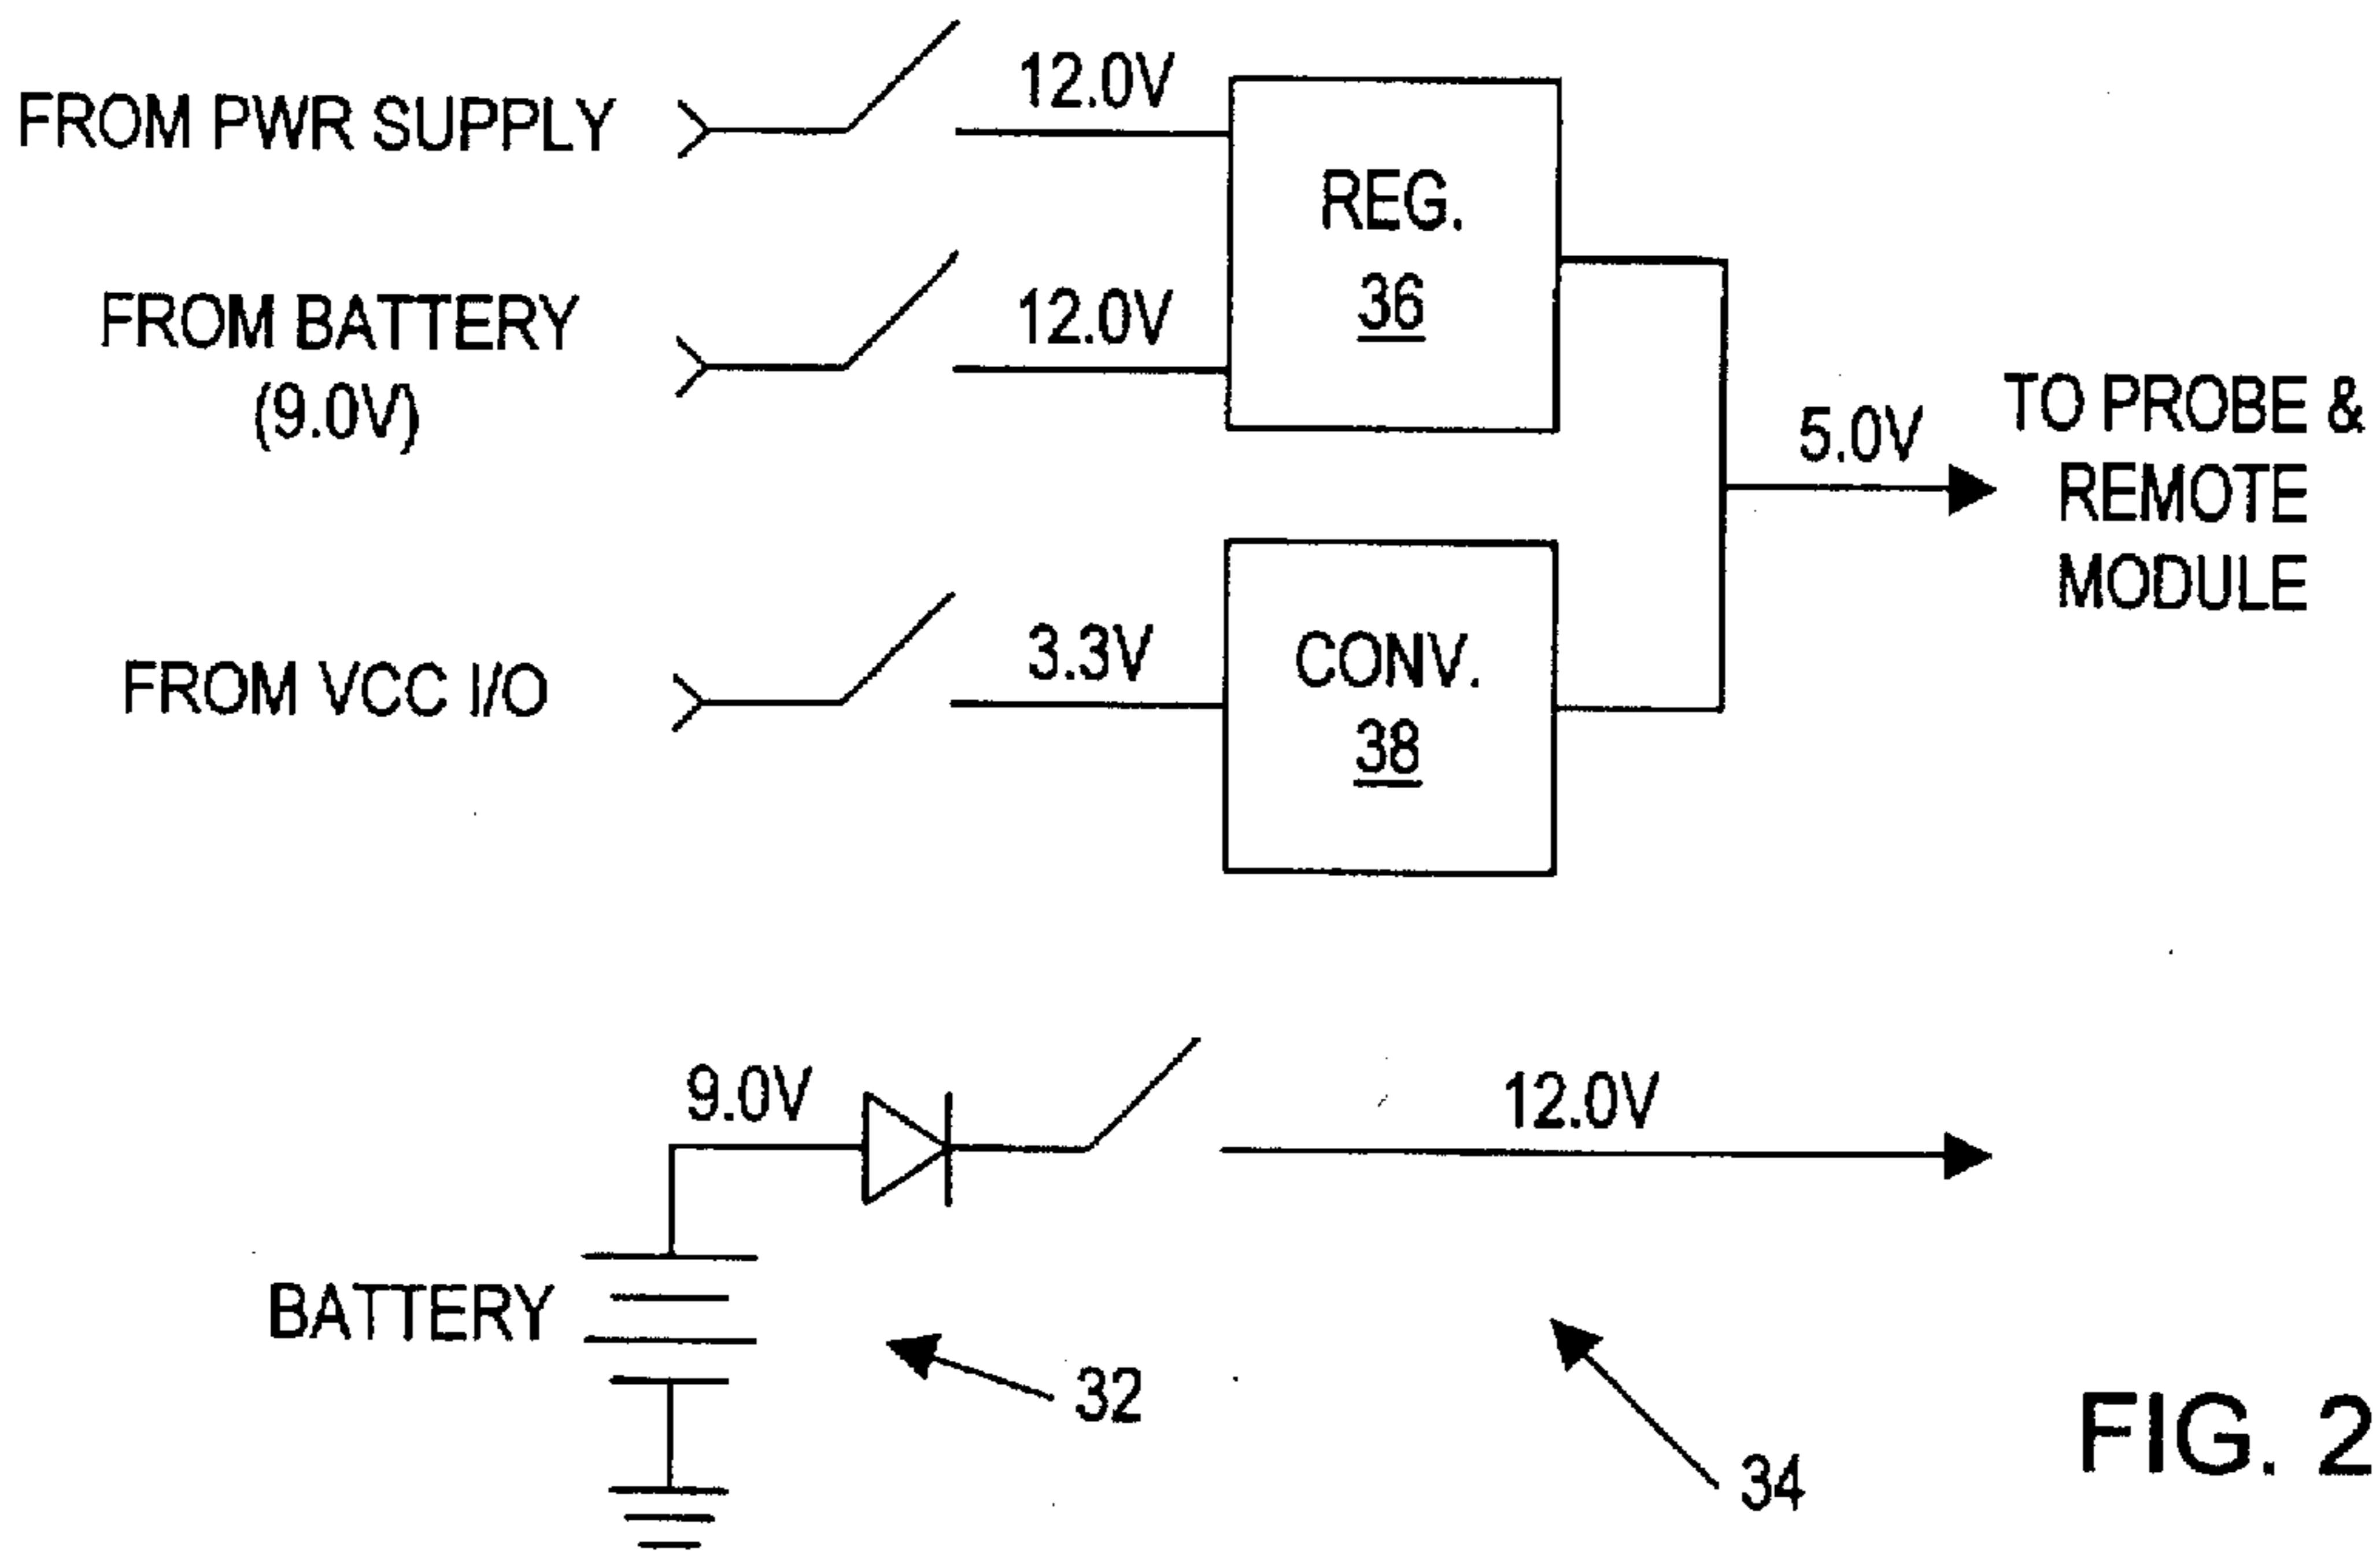 FROM PWR SUPPLY
12.0V
REG.
36
FROM BATTERY
(9.0V)
12.0V
5.0V
TO PROBE &
REMOTE
MODULE
FROM VCC I/O
3.3V
CONV.
38
9.0V
12.0V
BATTERY
32
34
FIG. 2